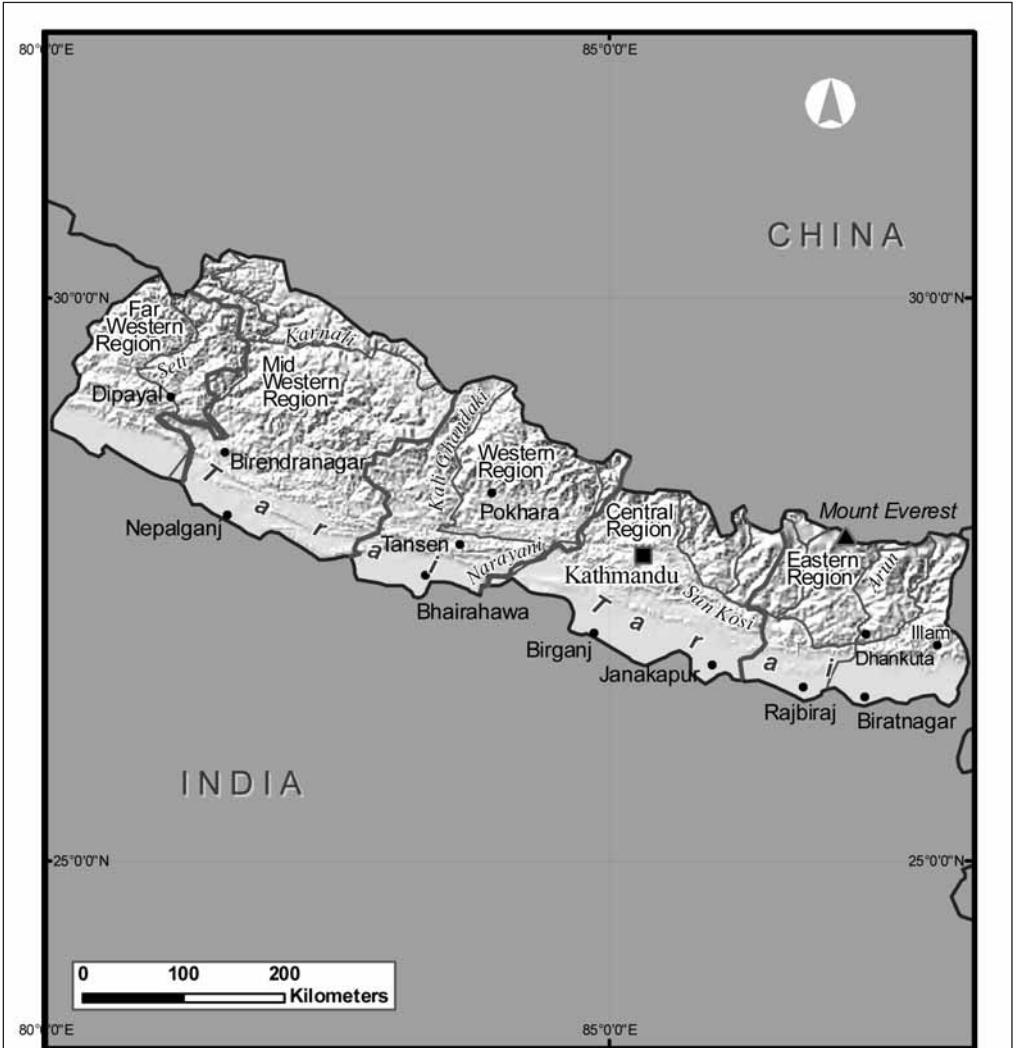 80°0'0"E
85°0'0"E
CHINA
30°0'0"N
30°0'0"N
Far
Western
Region
Karnali
Seti
Mid
Western
Region
Dipayal
Kali Ghandaki
Western
Region
Birendranagar
Pokhara
Central
Region
Mount Everest
Nepalganj
Tarai
Tansen
Narayani
Kathmandu
Eastern
Region
Arun
Sun Kosi
Bhairahawa
Tarai
Illam
Birganj
Dhankuta
Janakapur
Rajbiraj
Biratnagar
INDIA
25°0'0"N
25°0'0"N
0 100 200
Kilometers
80°0'0"E
85°0'0"E